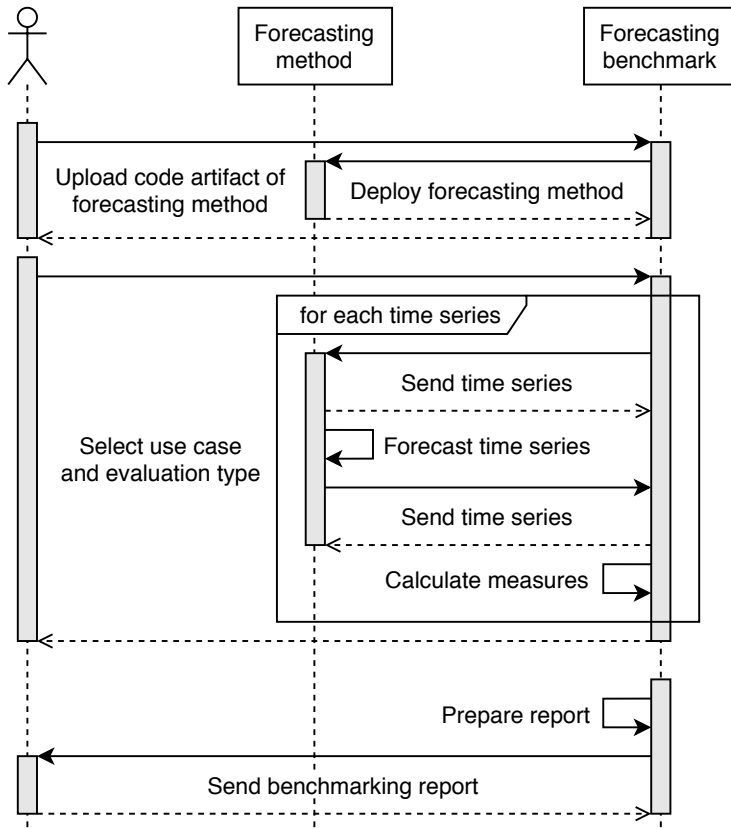 Forecasting
method
Forecasting
benchmark
Upload code artifact of
forecasting method
Deploy forecasting method
for each time series
Send time series
Select use case
and evaluation type
Forecast time series
Send time series
Calculate measures
Prepare report
Send benchmarking report